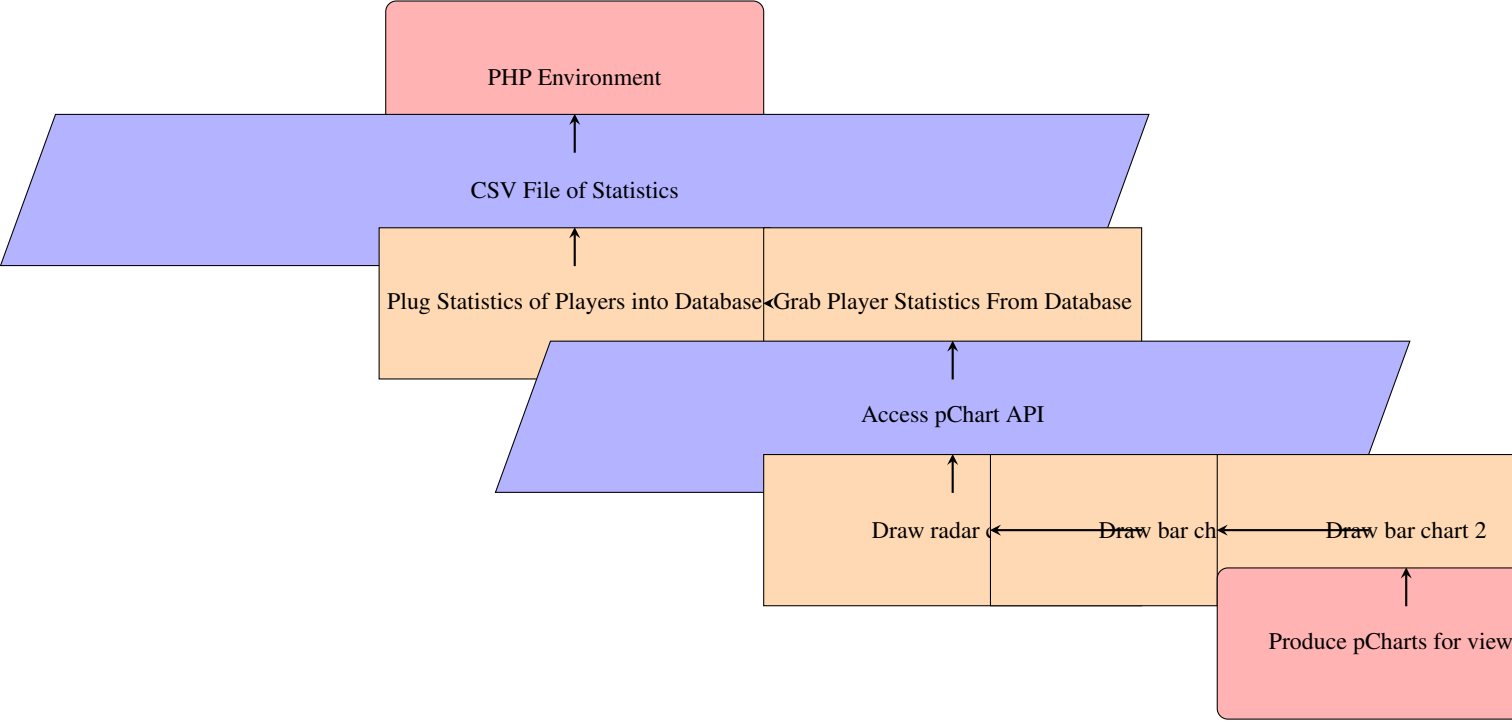 PHP Environment
CSV File of Statistics
Plug Statistics of Players into Database
Grab Player Statistics From Database
Access pChart API
Draw radar
Draw bar
Draw bar chart 2
Produce pCharts for view